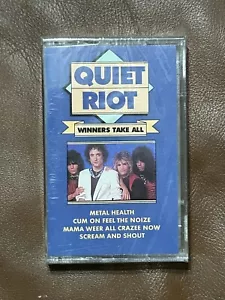 QUIET
RIOT
WINNERS TAKE ALL
METAL HEALTH
CUM ON FEEL THE NOIZE
MAMA WEER ALL CRAZEE NOW
SCREAM AND SHOUT